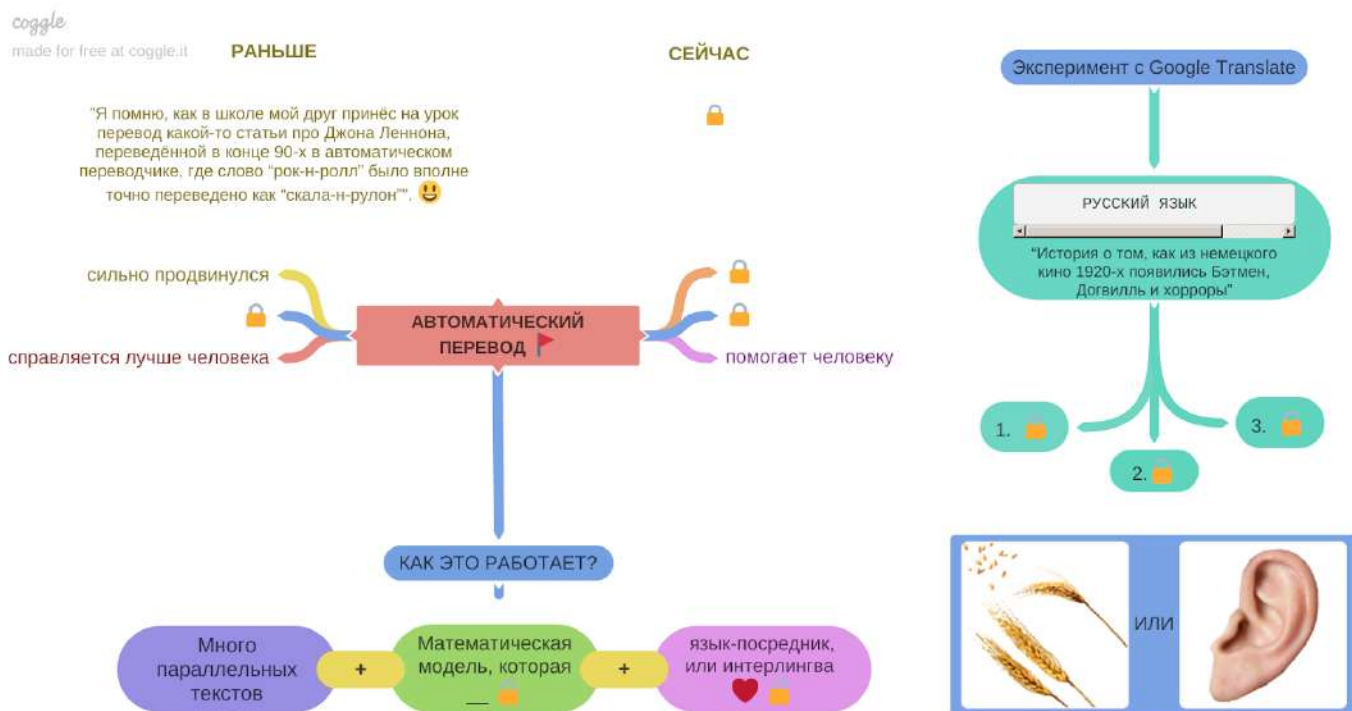 coggle
made for free at coggle.it
РАНЬШЕ
СЕЙЧАС
"Я помню, как в школе мой друг принёс на урок
перевод какой-то статьи про Джона Леннона,
переведённой в конце 90-х в автоматическом
переводчике, где слово "рок-н-ролл" было вполне
точно переведено как "скала-н-рулон"".
сильно продвинулся
справляется лучше человека
АВТОМАТИЧЕСКИЙ
ПЕРЕВОД
помогает человеку
КАК ЭТО РАБОТАЕТ?
Много
параллельных
текстов
+
Математическая
модель, которая
__
+
язык-посредник,
или интерлингва
Эксперимент с Google Translate
РУССКИЙ ЯЗЫК
"История о том, как из немецкого
кино 1920-х появились Бэтмен,
Догвилль и хорроры"
1.
2.
3.
ИЛИ